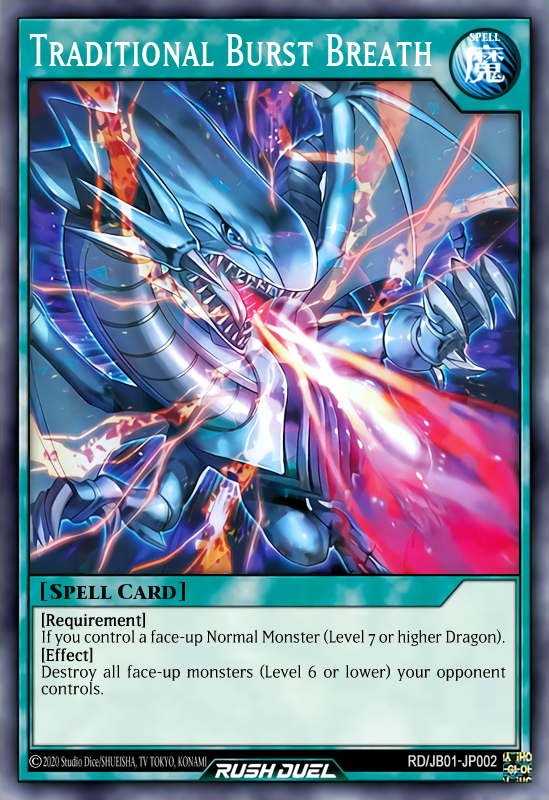 TRADITIONAL BURST BREATH
SPELL
魔
[SPELL CARD]
[Requirement]
If you control a face-up Normal Monster (Level 7 or higher Dragon).
[Effect]
Destroy all face-up monsters (Level 6 or lower) your opponent
controls.
©2020 Studio Dice/SHUEISHA, TV TOKYO, KONAMI
RUSH DUEL
RD/JB01-JP002